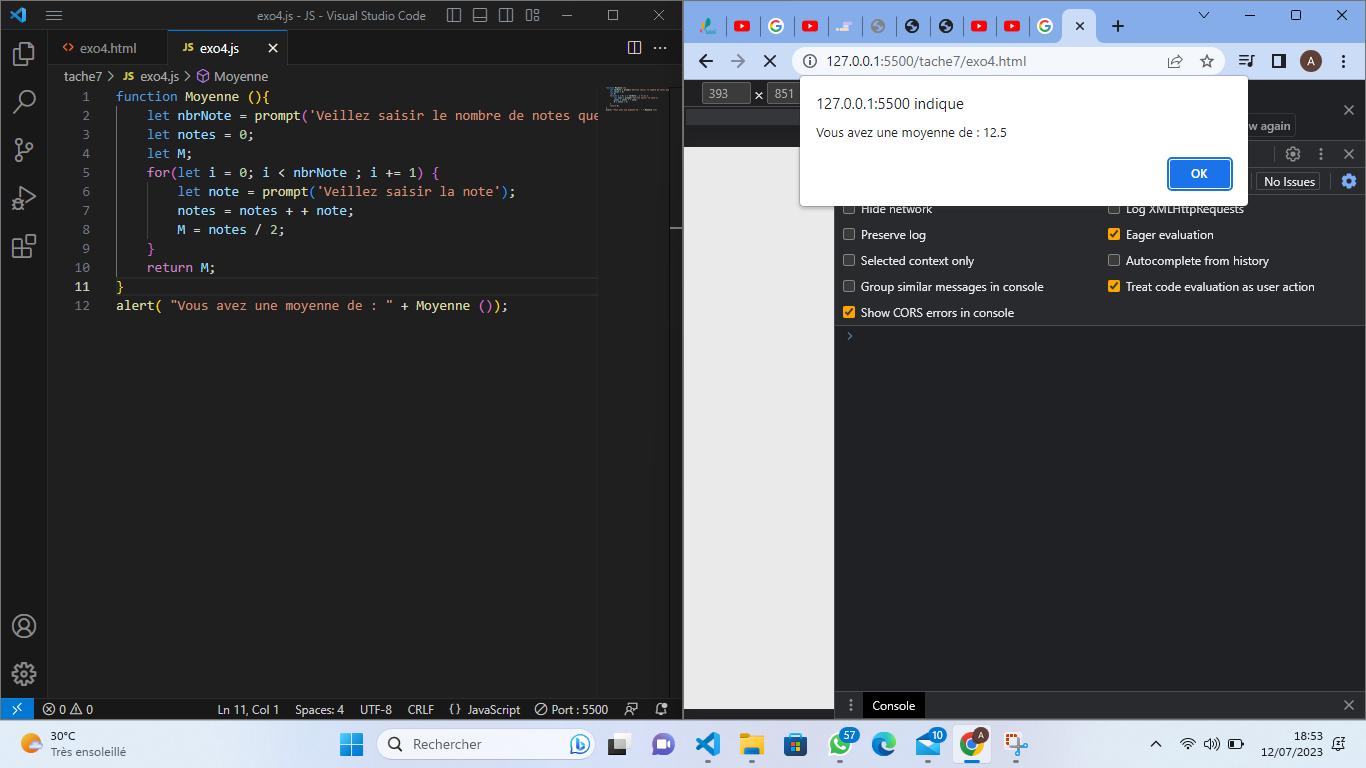 exo4.js - JS - Visual Studio Code
exo4.html
JS exo4.js
tache7 > JS exo4.js > Moyenne
1 function Moyenne (){
2 let nbrNote = prompt('Veillez saisir le nombre de notes que
3 let notes = 0;
4 let M;
5 for(let i = 0; i < nbrNote ; i += 1) {
6 let note = prompt('Veillez saisir la note');
7 notes = notes + + note;
8 M = notes / 2;
9 }
10 return M;
11 }
12 alert( "Vous avez une moyenne de : " + Moyenne ());
0 0
Ln 11, Col 1
Spaces: 4
UTF-8
CRLF
{} JavaScript
Port : 5500
127.0.0.1:5500/tache7/exo4.html
A
393 × 851
127.0.0.1:5500 indique
Vous avez une moyenne de : 12.5
OK
w again
No Issues
Hide network
Log XMLHttpRequests
Preserve log
Eager evaluation
Selected context only
Autocomplete from history
Group similar messages in console
Treat code evaluation as user action
Show CORS errors in console
Console
30°C
Très ensoleillé
Rechercher
57
10
A
18:53
12/07/2023